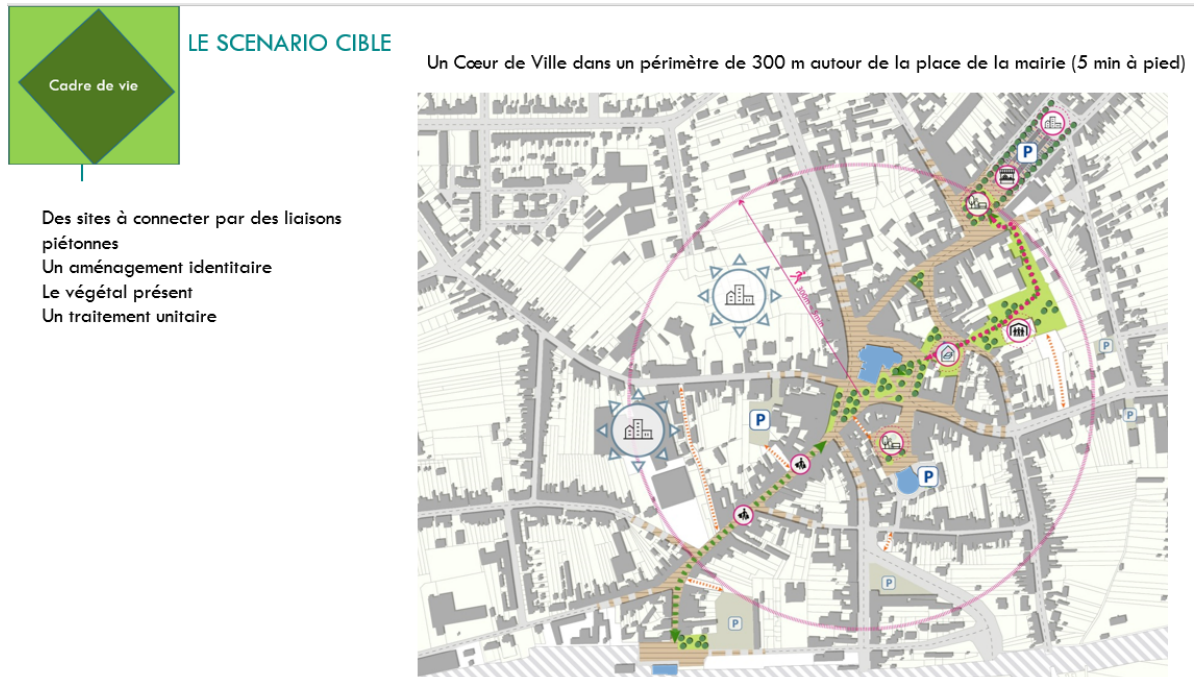 Cadre de vie
LE SCENARIO CIBLE
Un Cœur de Ville dans un périmètre de 300 m autour de la place de la mairie (5 min à pied)
Des sites à connecter par des liaisons
piétonnes
Un aménagement identitaire
Le végétal présent
Un traitement unitaire
P
P
P
P
P
P
P
300m